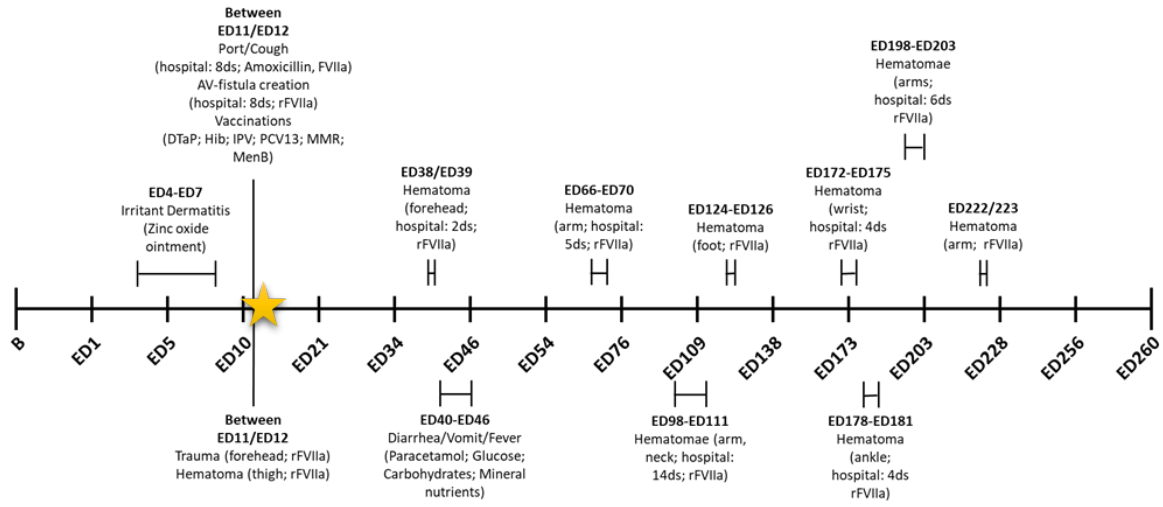 Between
ED11/ED12
Port/Cough
(hospital: 8ds; Amoxicillin, FVIIa)
AV-fistula creation
(hospital: 8ds; rFVIIa)
Vaccinations
(DTaP; Hib; IPV; PCV13; MMR;
MenB)
ED198-ED203
Hematomae
(arms;
hospital: 6ds
rFVIIa)
ED4-ED7
Irritant Dermatitis
(Zinc oxide
ointment)
ED38/ED39
Hematoma
(forehead;
hospital: 2ds;
rFVIIa)
ED66-ED70
Hematoma
(arm; hospital:
5ds; rFVIIa)
ED124-ED126
Hematoma
(foot; rFVIIa)
ED172-ED175
Hematoma
(wrist;
hospital: 4ds
rFVIIa)
ED222/223
Hematoma
(arm;  rFVIIa)
B
ED1
ED5
ED10
ED21
ED34
ED46
ED54
ED76
ED109
ED138
ED173
ED203
ED228
ED256
ED260
Between
ED11/ED12
Trauma (forehead; rFVIIa)
Hematoma (thigh; rFVIIa)
ED40-ED46
Diarrhea/Vomit/Fever
(Paracetamol; Glucose;
Carbohydrates; Mineral
nutrients)
ED98-ED111
Hematomae (arm,
neck; hospital:
14ds; rFVIIa)
ED178-ED181
Hematoma
(ankle;
hospital: 4ds
rFVIIa)